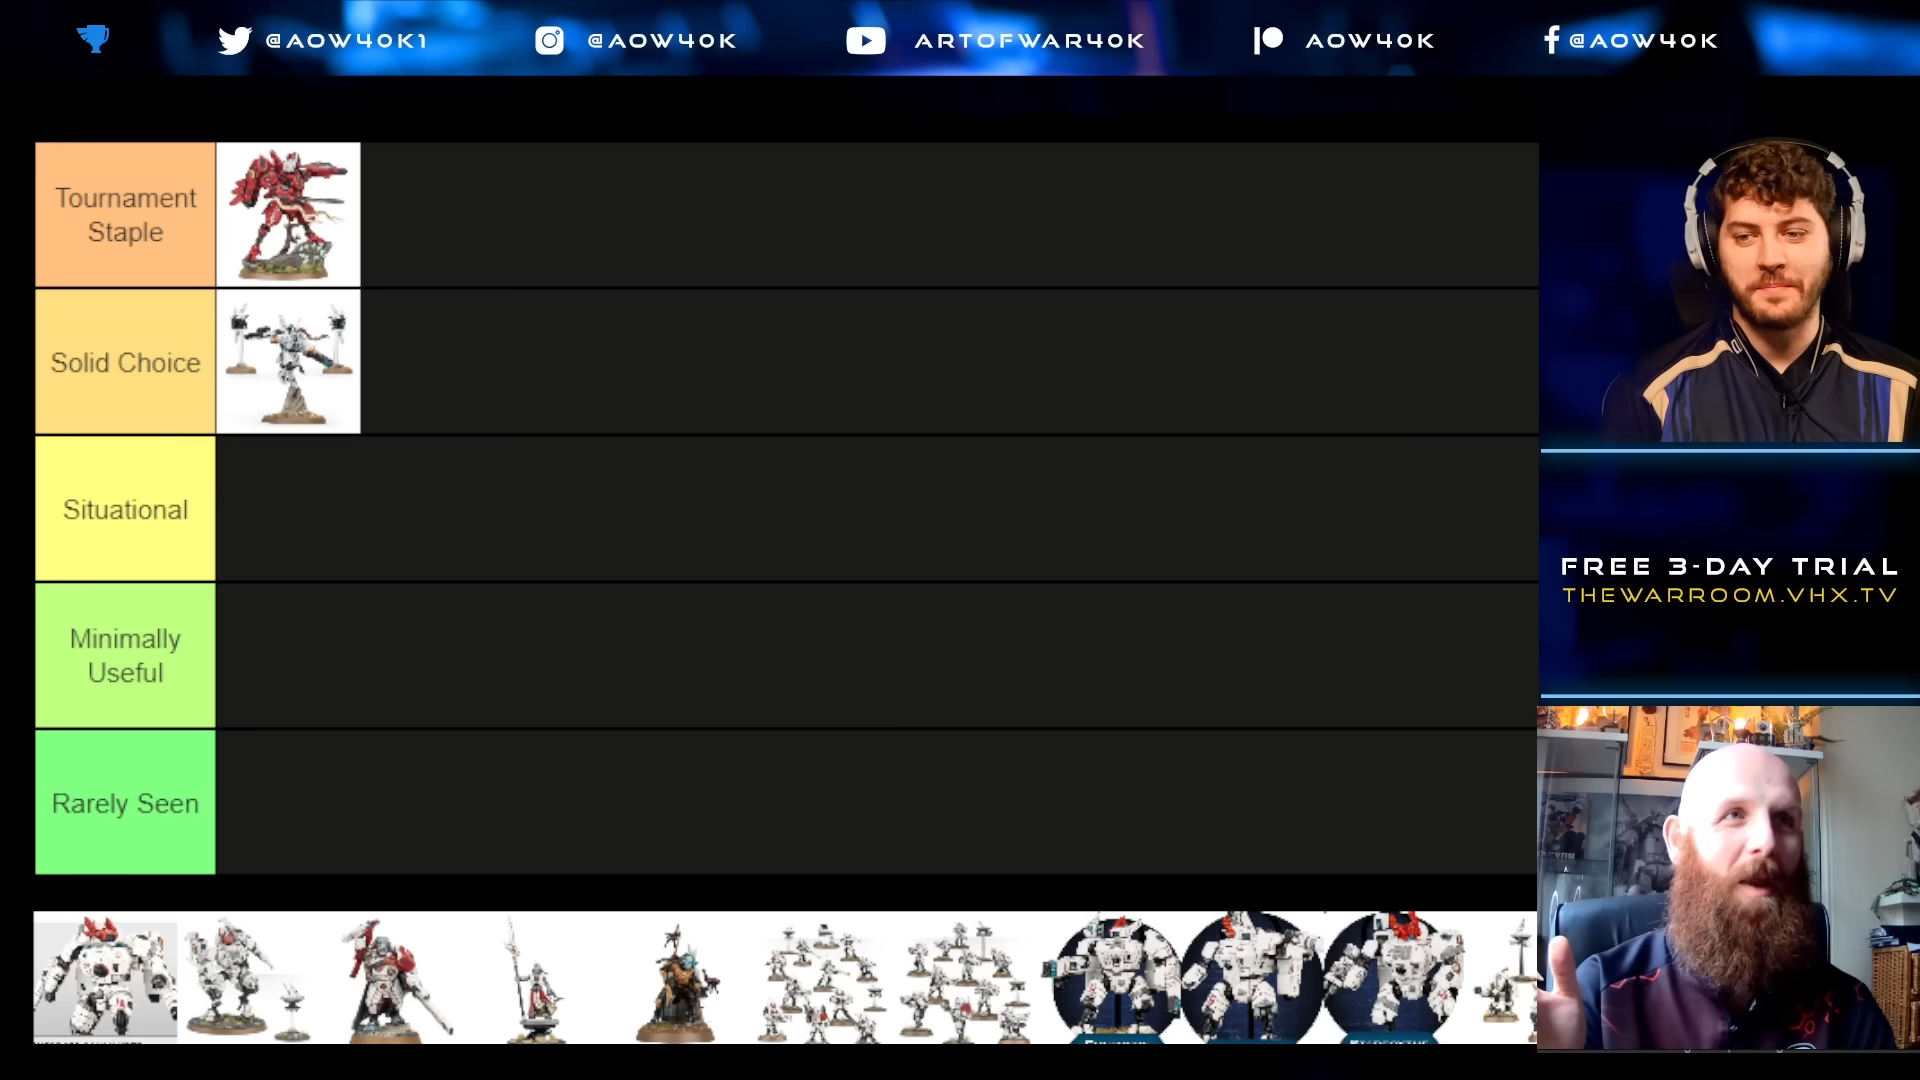 @AOW40K1
@AOW40K
ARTOFWAR40K
AOW40K
@AOW40K
Tournament
Staple
Solid Choice
Situational
Minimally
Useful
Rarely Seen
FREE 3-DAY TRIAL
THEWARROOM.VHX.TV